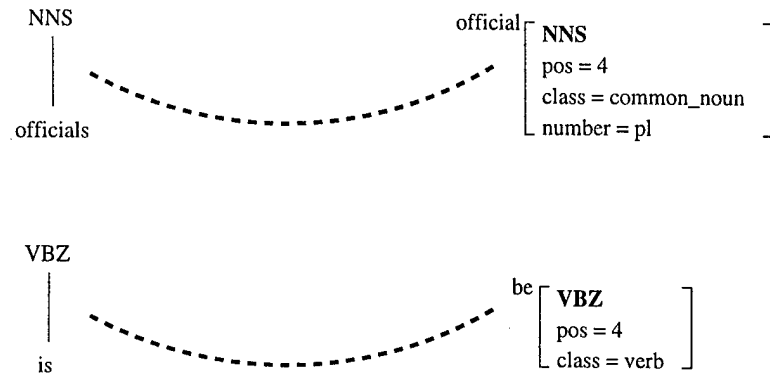 NNS
officials
official
NNS
pos = 4
class = common_noun
number = pl
VBZ
is
be
VBZ
pos = 4
class = verb